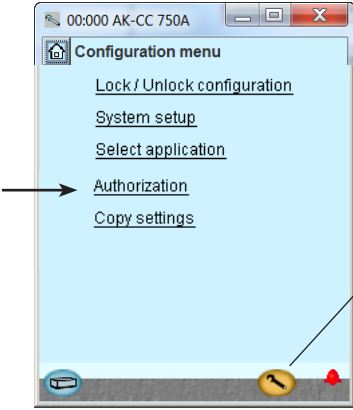 00:000 AK-CC 750A
Configuration menu
Lock / Unlock configuration
System setup
Select application
Authorization
Copy settings